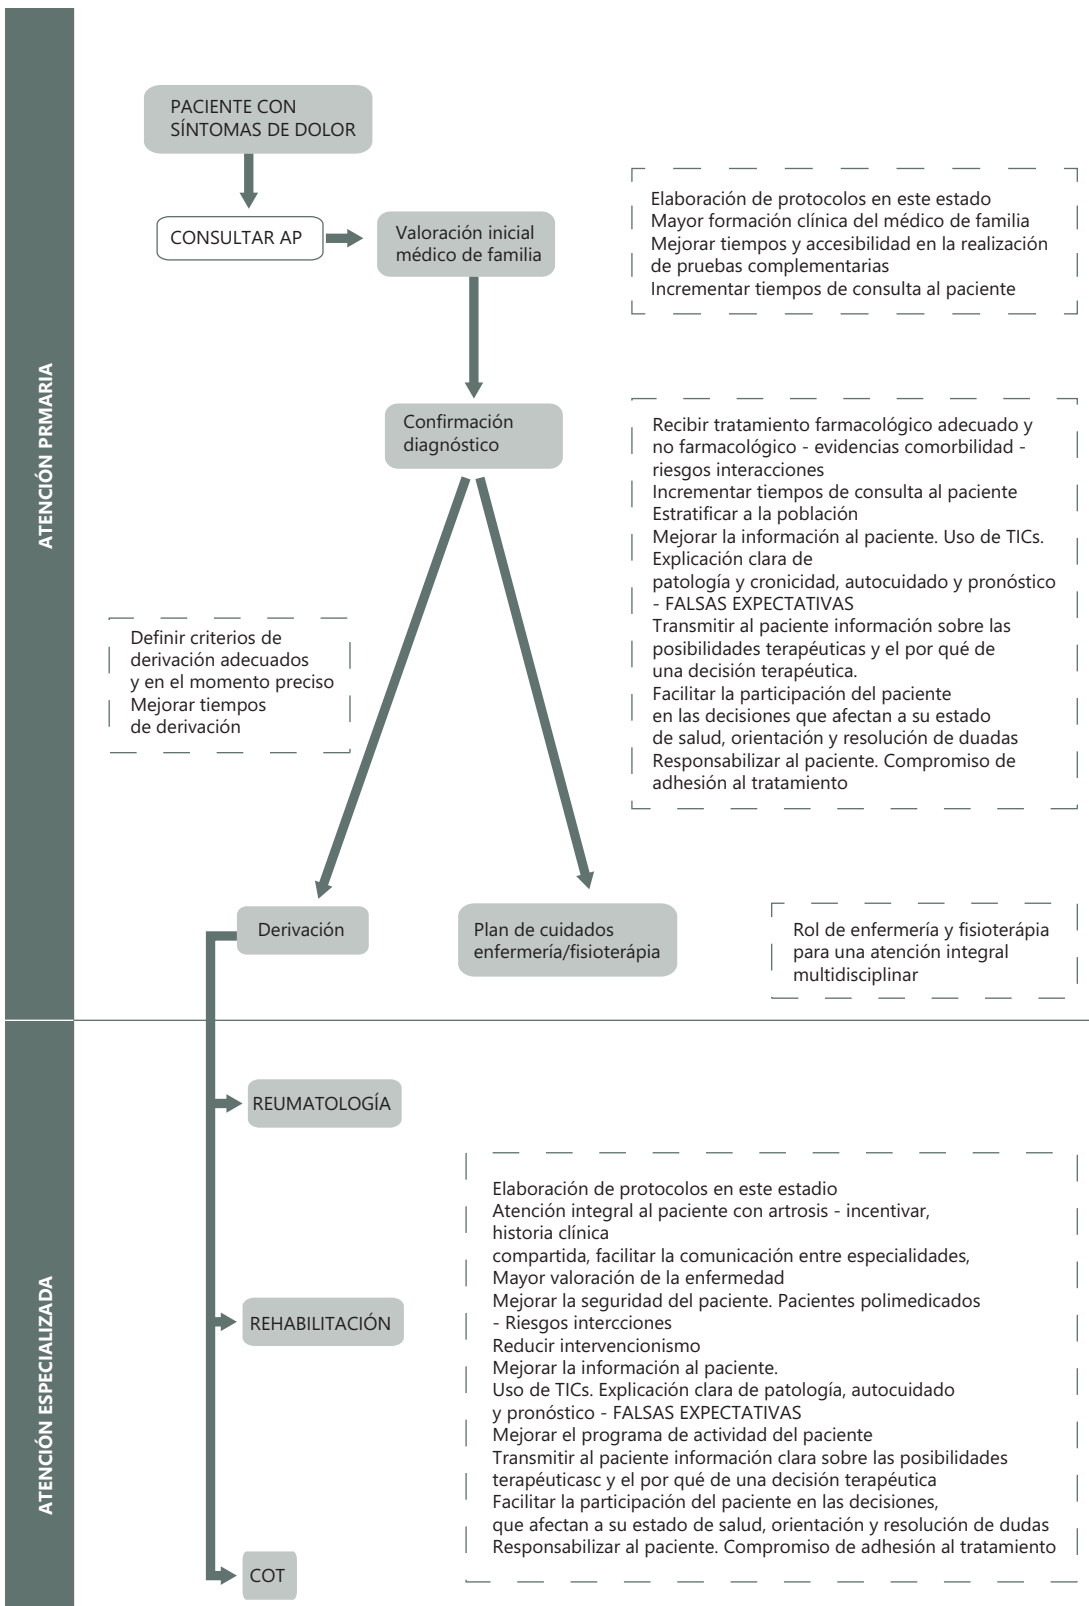 ATENCIÓN PRMARIA
PACIENTE CON
SÍNTOMAS DE DOLOR
CONSULTAR AP
Valoración inicial
médico de familia
Elaboración de protocolos en este estado
Mayor formación clínica del médico de familia
Mejorar tiempos y accesibilidad en la realización
de pruebas complementarias
Incrementar tiempos de consulta al paciente
Confirmación
diagnóstico
Recibir tratamiento farmacológico adecuado y
no farmacológico - evidencias comorbilidad -
riesgos interacciones
Incrementar tiempos de consulta al paciente
Estratificar a la población
Mejorar la información al paciente. Uso de TICs.
Explicación clara de
patología y cronicidad, autocuidado y pronóstico
- FALSAS EXPECTATIVAS
Transmitir al paciente información sobre las
posibilidades terapéuticas y el por qué de
una decisión terapéutica.
Facilitar la participación del paciente
en las decisiones que afectan a su estado
de salud, orientación y resolución de duadas
Responsabilizar al paciente. Compromiso de
adhesión al tratamiento
Definir criterios de
derivación adecuados
y en el momento preciso
Mejorar tiempos
de derivación
Derivación
Plan de cuidados
enfermería/fisioterápia
Rol de enfermería y fisioterápia
para una atención integral
multidisciplinar
ATENCIÓN ESPECIALIZADA
REUMATOLOGÍA
REHABILITACIÓN
COT
Elaboración de protocolos en este estadio
Atención integral al paciente con artrosis - incentivar,
historia clínica
compartida, facilitar la comunicación entre especialidades,
Mayor valoración de la enfermedad
Mejorar la seguridad del paciente. Pacientes polimedicados
- Riesgos intercciones
Reducir intervencionismo
Mejorar la información al paciente.
Uso de TICs. Explicación clara de patología, autocuidado
y pronóstico - FALSAS EXPECTATIVAS
Mejorar el programa de actividad del paciente
Transmitir al paciente información clara sobre las posibilidades
terapéuticasc y el por qué de una decisión terapéutica
Facilitar la participación del paciente en las decisiones,
que afectan a su estado de salud, orientación y resolución de dudas
Responsabilizar al paciente. Compromiso de adhesión al tratamiento